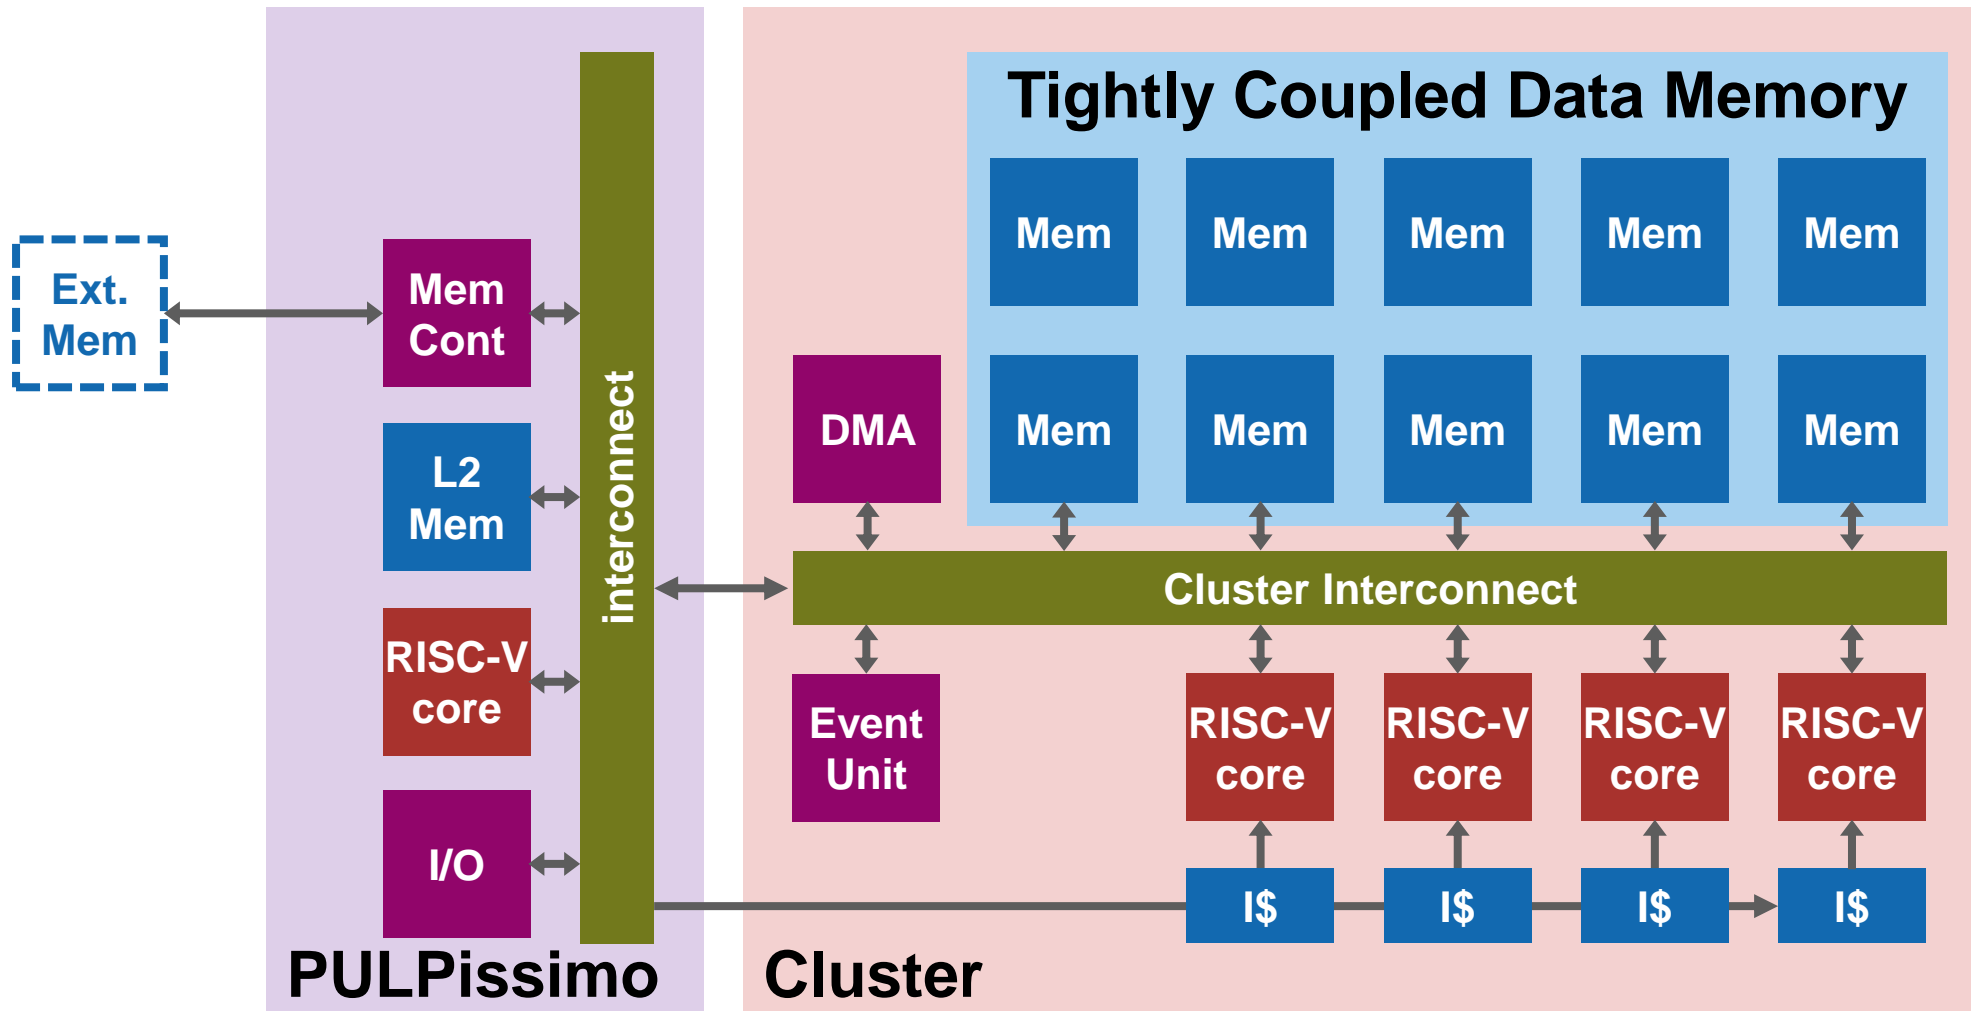 Tightly Coupled Data Memory
Mem
Mem
Mem
Mem
Mem
Ext.
Mem
Mem
Cont
interconnect
DMA
Mem
Mem
Mem
Mem
Mem
L2
Mem
Cluster Interconnect
RISC-V
core
Event
Unit
RISC-V
core
RISC-V
core
RISC-V
core
RISC-V
core
I/O
I$
I$
I$
I$
PULPissimo
Cluster